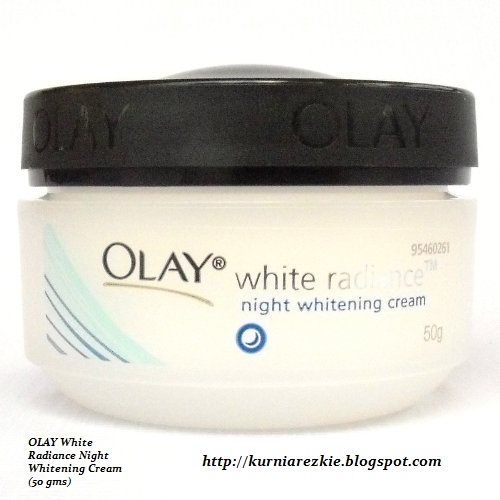 OLAY OLAY
95460261
OLAY® white radiance™
night whitening cream
50g
OLAY White
Radiance Night
Whitening Cream
(50 gms)
http://kurniarezkie.blogspot.com